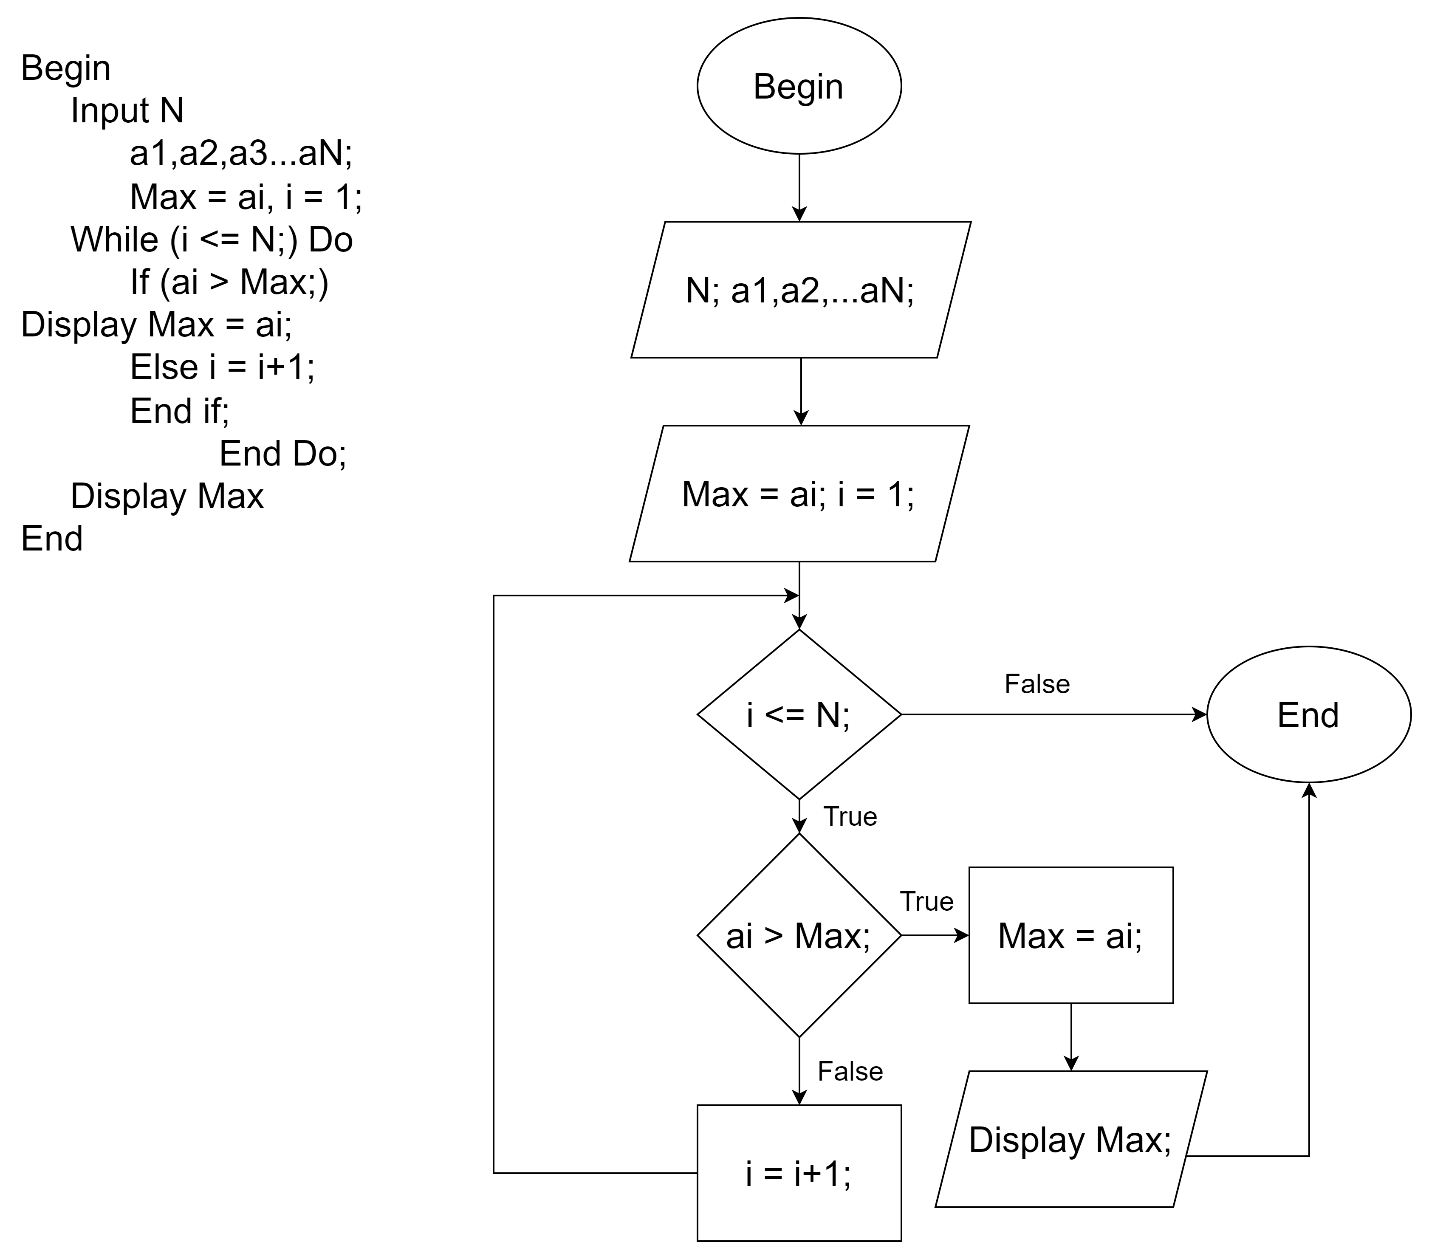 Begin
Input N
a1,a2,a3...aN;
Max = ai, i = 1;
While (i <= N;) Do
If (ai > Max;)
Display Max = ai;
Else i = i+1;
End if;
End Do;
Display Max
End
Begin
N; a1,a2,...aN;
Max = ai; i = 1;
i <= N;
False
End
True
ai > Max;
True
Max = ai;
False
Display Max;
i = i+1;